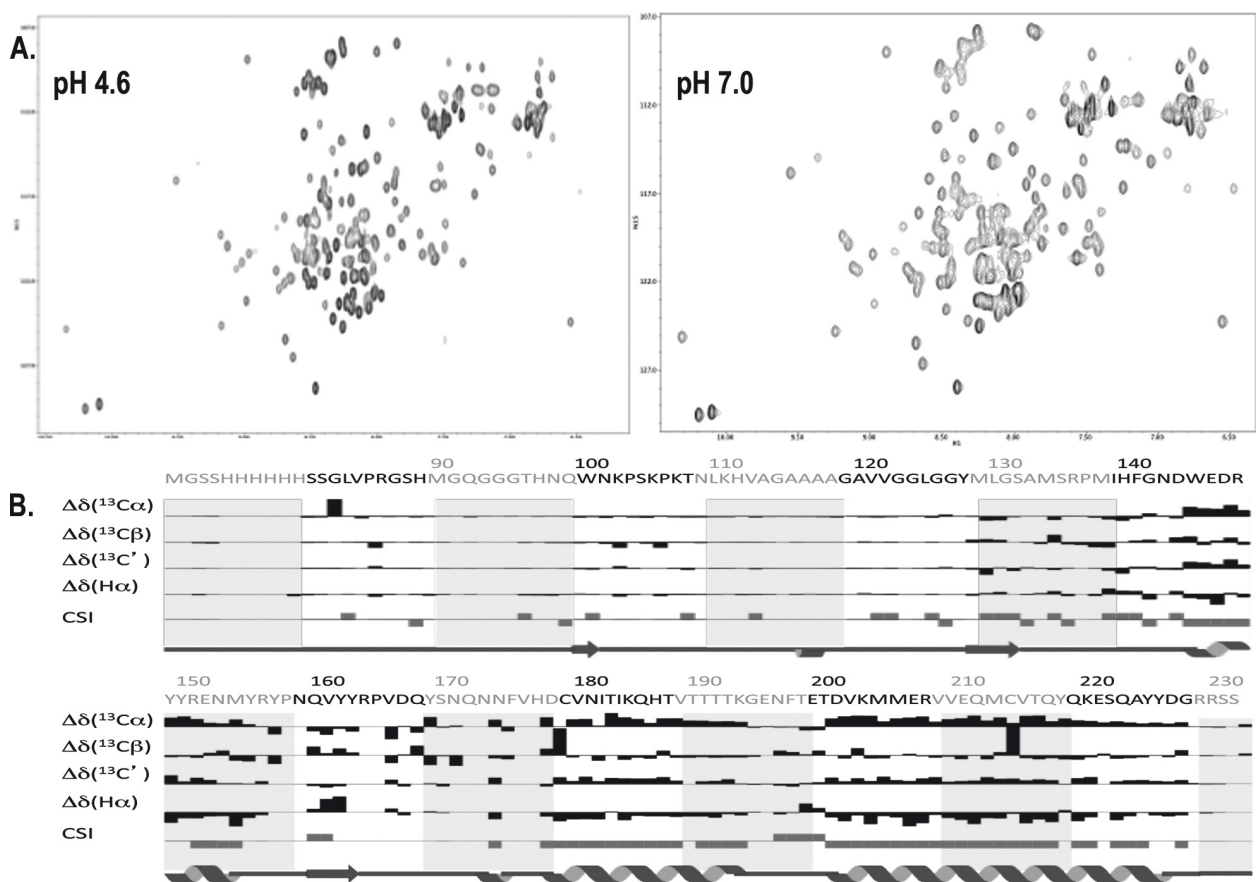 A.
pH 4.6
pH 7.0
107.0
112.0
117.0
122.0
127.0
N15
10.00 9.50 9.00 8.50 8.00 7.50 7.00 6.50
H1
90 100 110 120 130 140
MGSSHHHHHHSSGLVPRGSHMGQGGGTHNQWNKPSKPKTNLKHVAGAAAAGAVVGGLGGYMLGSAMSRPMIHFGNDWEDR
B.
Δδ(¹³Cα)
Δδ(¹³Cβ)
Δδ(¹³C’)
Δδ(Hα)
CSI
150 160 170 180 190 200 210 220 230
YYRENMYRYPNQVYYRPVDQYSNQNNFVHDCVNITIKQHTVTTTTKGENFTETDVKMMERVVEQMCVTQYQKESQAYYDGRRSS
Δδ(¹³Cα)
Δδ(¹³Cβ)
Δδ(¹³C’)
Δδ(Hα)
CSI